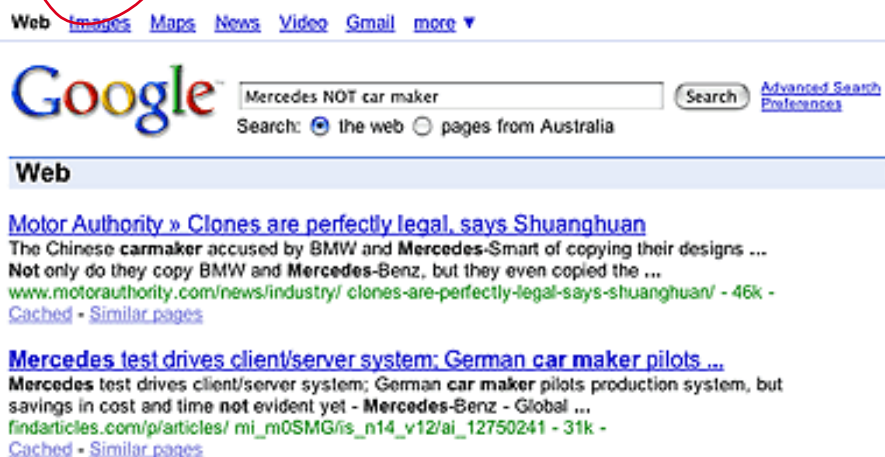 Web Images Maps News Video Gmail more ▼
Google™
Mercedes NOT car maker
Search
Advanced Search
Preferences
Search: the web pages from Australia
Web
Motor Authority » Clones are perfectly legal, says Shuanghuan
The Chinese carmaker accused by BMW and Mercedes-Smart of copying their designs ...
Not only do they copy BMW and Mercedes-Benz, but they even copied the ...
www.motorauthority.com/news/industry/ clones-are-perfectly-legal-says-shuanghuan/ - 46k -
Cached - Similar pages
Mercedes test drives client/server system; German car maker pilots ...
Mercedes test drives client/server system; German car maker pilots production system, but
savings in cost and time not evident yet - Mercedes-Benz - Global ...
findarticles.com/p/articles/ mi_m0SMG/is_n14_v12/ai_12750241 - 31k -
Cached - Similar pages